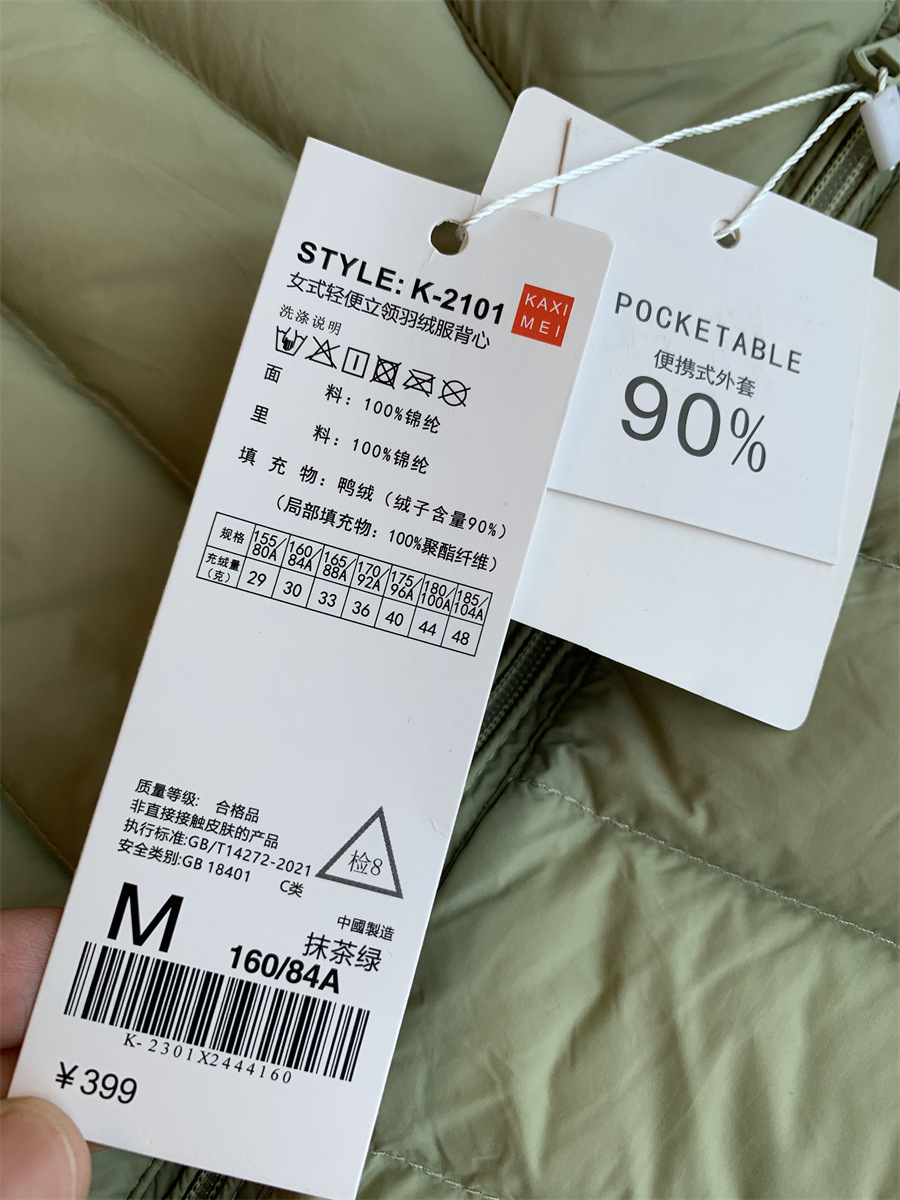 STYLE: K-2101
女式轻便立领羽绒服背心
KAXI
MEI
洗涤说明
面 料：100%锦纶
里 料：100%锦纶
填 充 物：鸭绒（绒子含量90%）
（局部填充物：100%聚酯纤维）
规格 155/80A 160/84A 165/88A 170/92A 175/96A 180/100A 185/104A
充绒量（克） 29 30 33 36 40 44 48
质量等级: 合格品
非直接接触皮肤的产品
执行标准:GB/T14272-2021
安全类别:GB 18401 C类
检8
中國製造
M
抹茶绿
160/84A
K-2301X2444160
¥399
POCKETABLE
便携式外套
90%